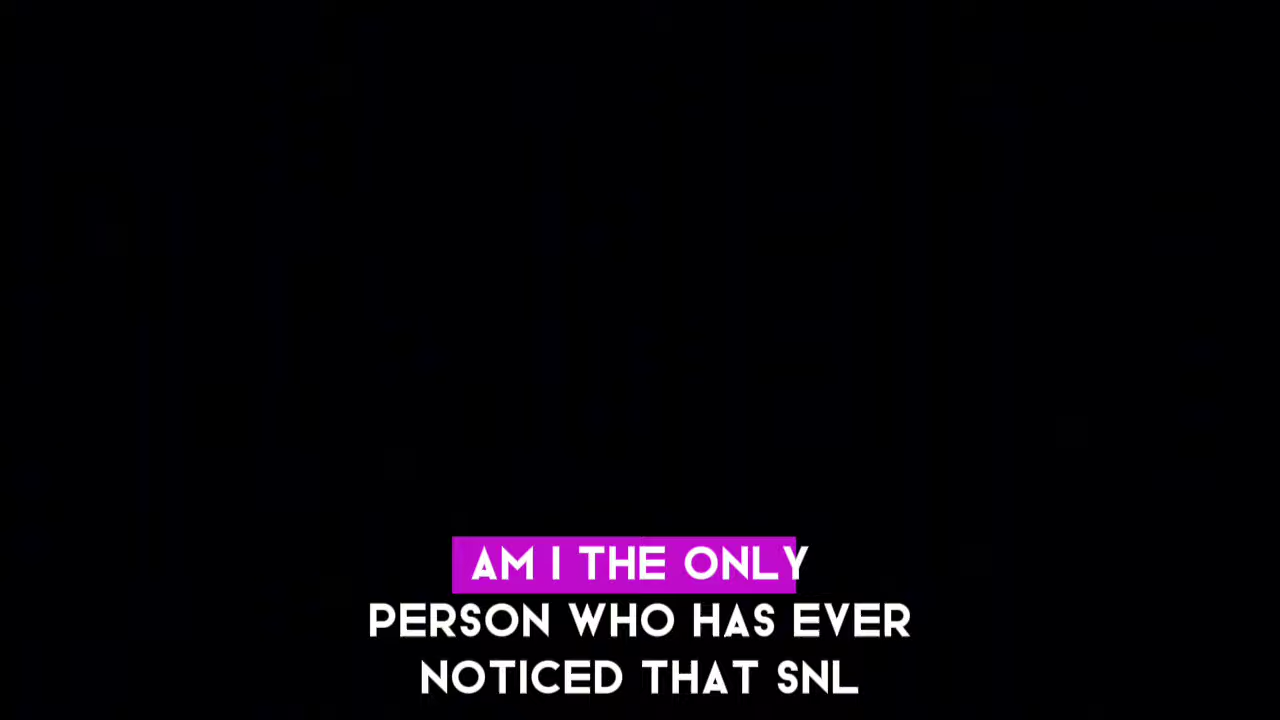 AM I THE ONLY
PERSON WHO HAS EVER
NOTICED THAT SNL